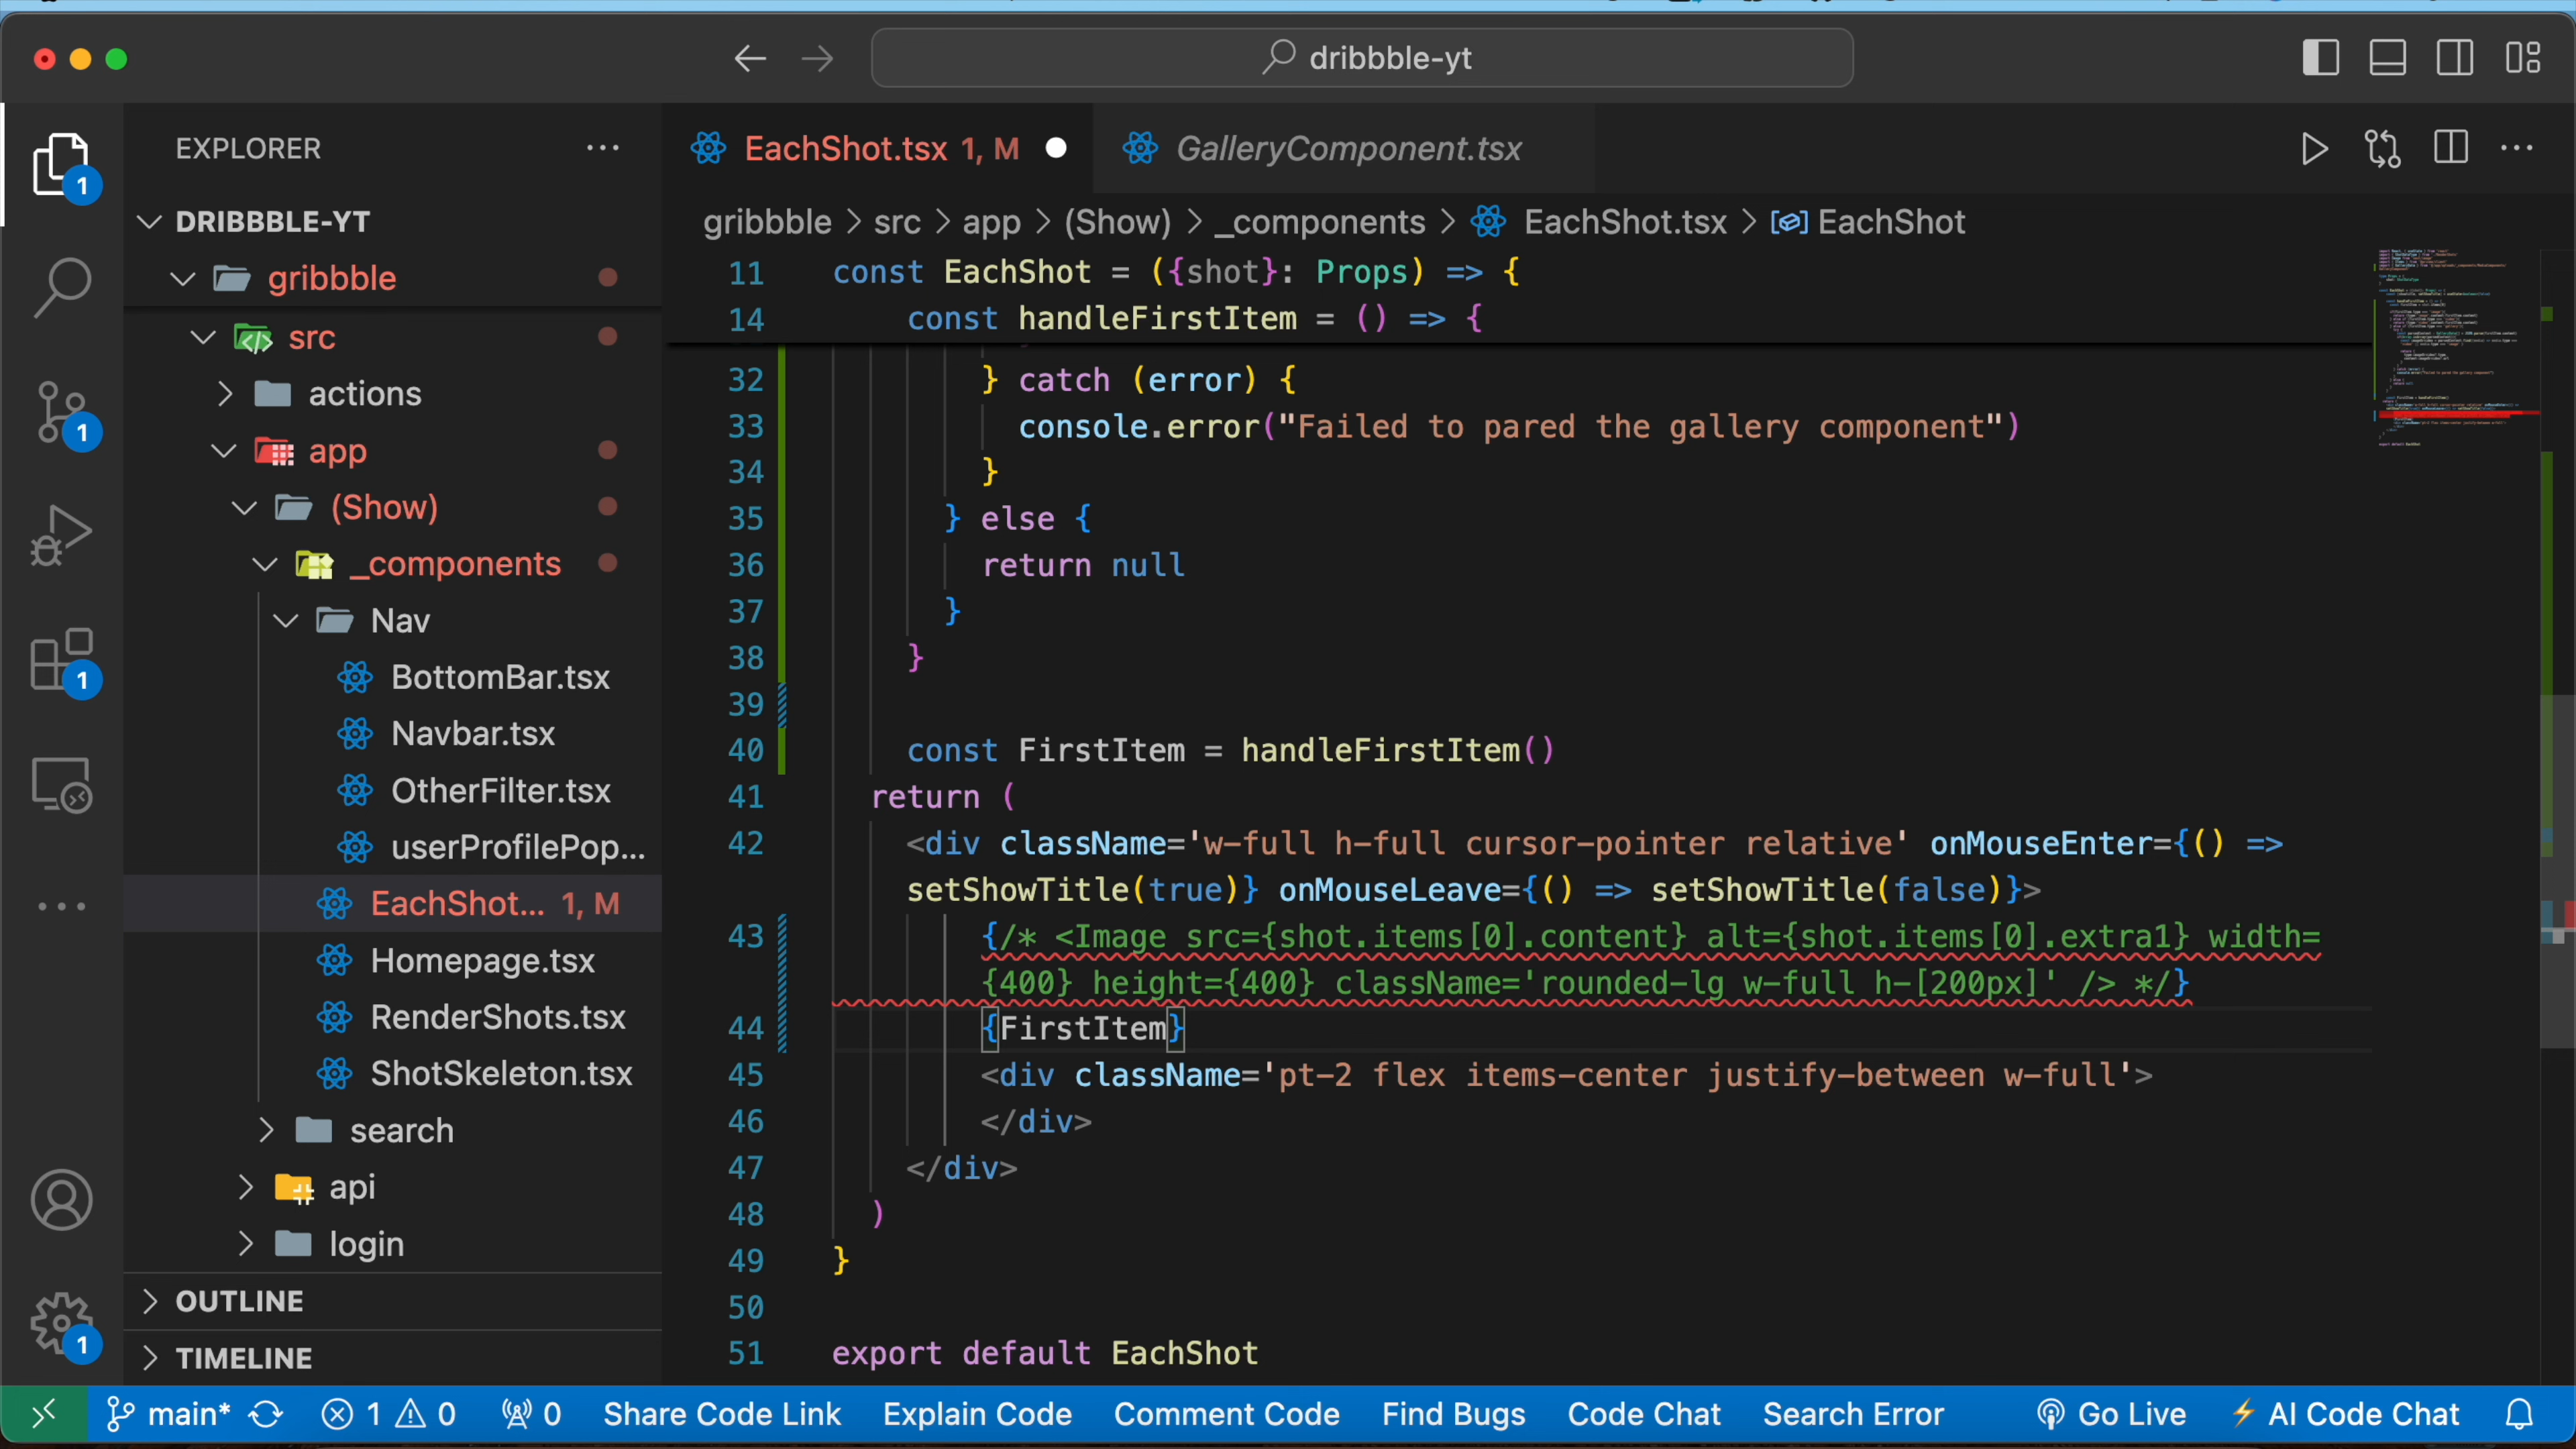 dribbble-yt
EXPLORER
DRIBBBLE-YT
gribbble
src
actions
app
(Show)
_components
Nav
BottomBar.tsx
Navbar.tsx
OtherFilter.tsx
userProfilePop...
EachShot... 1, M
Homepage.tsx
RenderShots.tsx
ShotSkeleton.tsx
search
api
login
OUTLINE
TIMELINE
1
1
1
1
EachShot.tsx 1, M
GalleryComponent.tsx
gribbble > src > app > (Show) > _components > EachShot.tsx > EachShot
11 const EachShot = ({shot}: Props) => {
14 const handleFirstItem = () => {
32 } catch (error) {
33 console.error("Failed to pared the gallery component")
34 }
35 } else {
36 return null
37 }
38 }
39
40 const FirstItem = handleFirstItem()
41 return (
42 <div className='w-full h-full cursor-pointer relative' onMouseEnter={() =>
setShowTitle(true)} onMouseLeave={() => setShowTitle(false)}>
43 {/* <Image src={shot.items[0].content} alt={shot.items[0].extra1} width=
{400} height={400} className='rounded-lg w-full h-[200px]' /> */}
44 {FirstItem}
45 <div className='pt-2 flex items-center justify-between w-full'>
46 </div>
47 </div>
48 )
49 }
50
51 export default EachShot
main* 1 0 0 Share Code Link Explain Code Comment Code Find Bugs Code Chat Search Error Go Live AI Code Chat